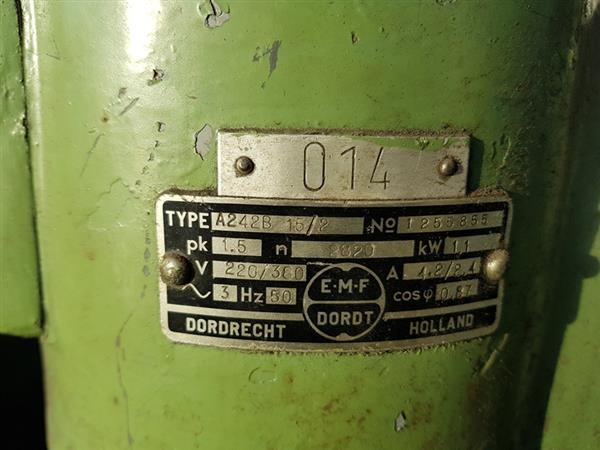 014
TYPE A242B 15/2 No 1255855
pk 1.5 n 2820 kW 1.1
V 220/380 A 4.2/2.4
~ 3 Hz 50 E·M·F cos φ 0.87
DORDRECHT DORDT HOLLAND